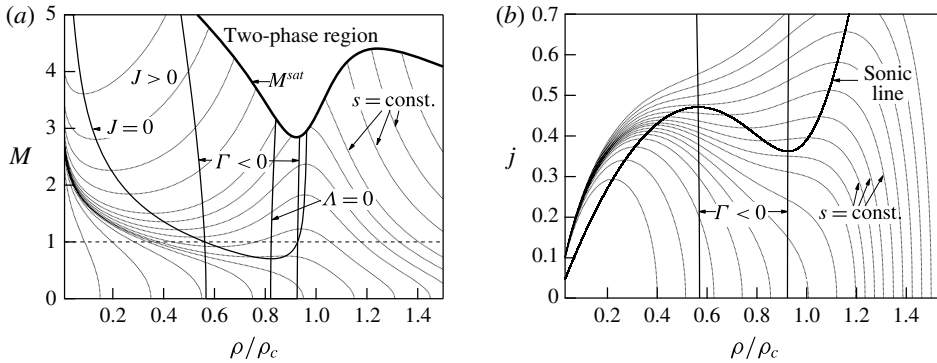 (a)
5
4
3
2
1
0
M
Two-phase region
M^sat
J > 0
J = 0
s = const.
Γ < 0
Λ = 0
0.2 0.4 0.6 0.8 1.0 1.2 1.4
ρ/ρ_c
(b)
0.7
0.6
0.5
0.4
0.3
0.2
0.1
0
j
Sonic
line
Γ < 0
s = const.
0.2 0.4 0.6 0.8 1.0 1.2 1.4
ρ/ρ_c